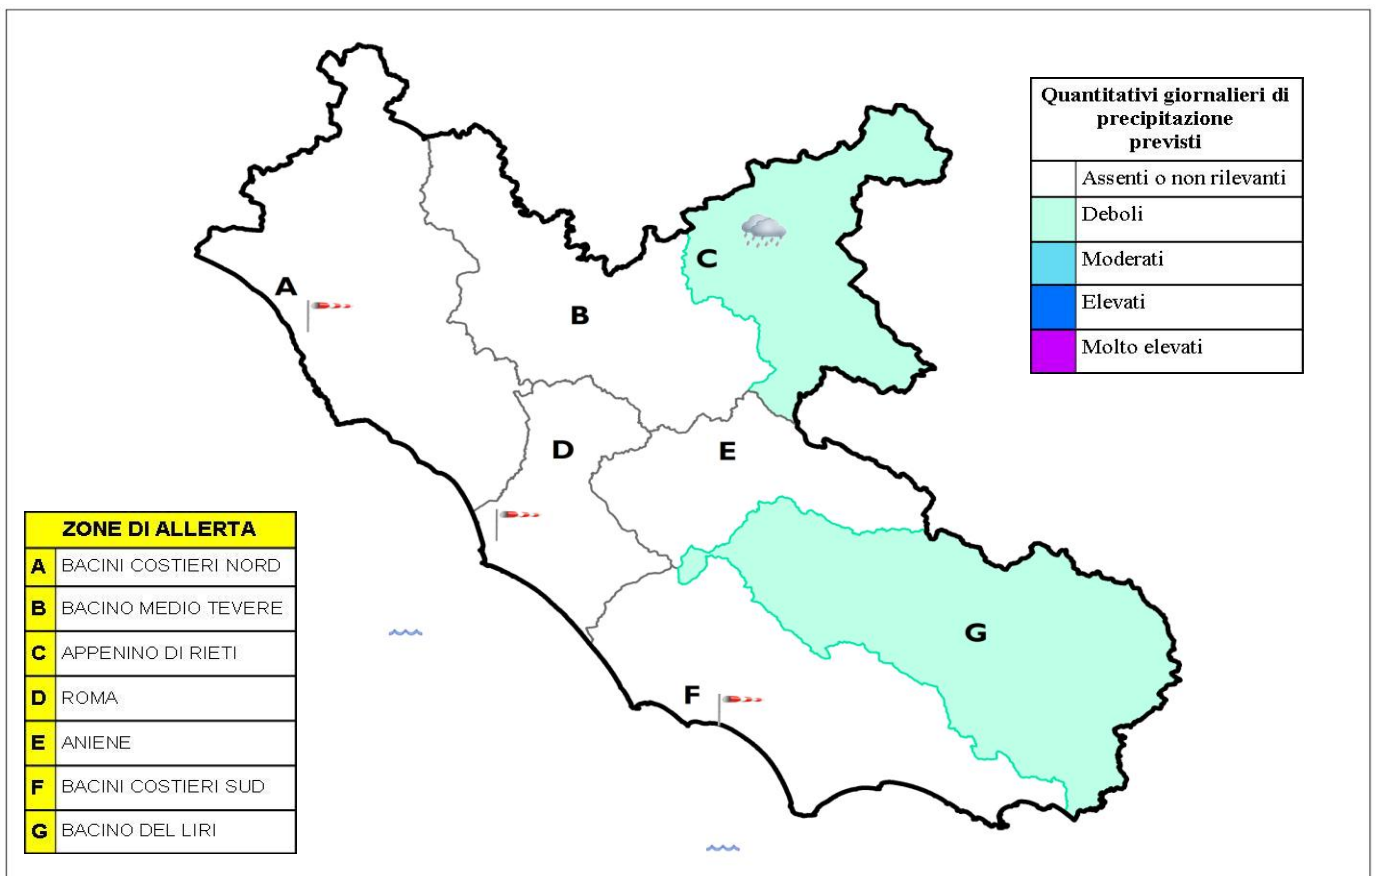 Quantitativi giornalieri di
precipitazione
previsti
Assenti o non rilevanti
Deboli
Moderati
Elevati
Molto elevati
A
B
C
D
E
F
G
ZONE DI ALLERTA
A BACINI COSTIERI NORD
B BACINO MEDIO TEVERE
C APPENINO DI RIETI
D ROMA
E ANIENE
F BACINI COSTIERI SUD
G BACINO DEL LIRI